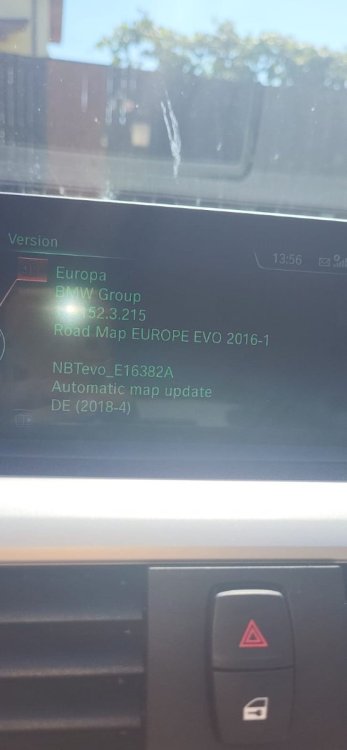 Version
13:56
Europa
BMW Group
52.3.215
Road Map EUROPE EVO 2016-1
NBTevo_E16382A
Automatic map update
DE (2018-4)